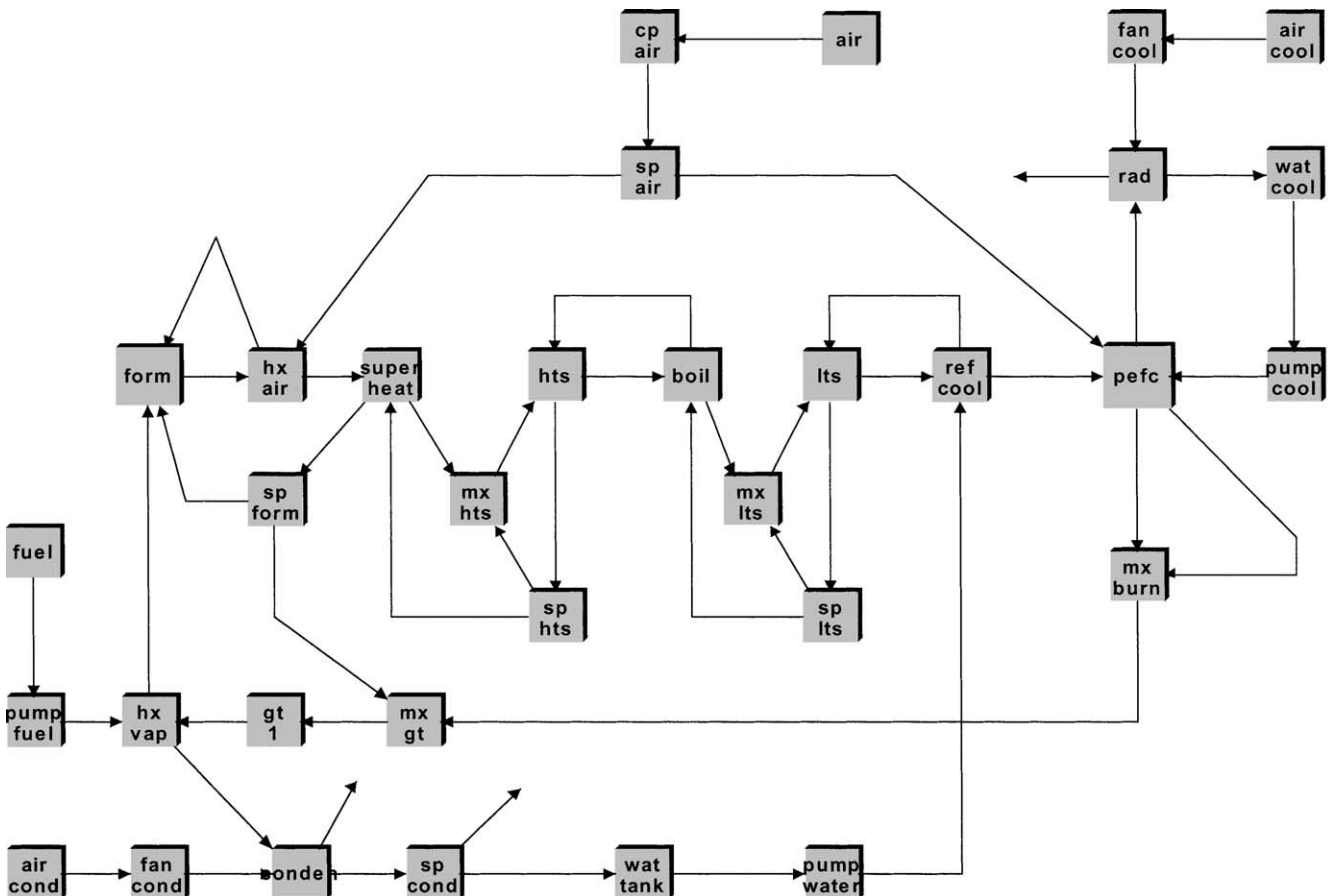 cp
air
air
fan
cool
air
cool
sp
air
rad
wat
cool
form
hx
air
super
heat
hts
boil
lts
ref
cool
pefc
pump
cool
sp
form
mx
hts
mx
lts
fuel
mx
burn
sp
hts
sp
lts
pump
fuel
hx
vap
gt
1
mx
gt
air
cond
fan
cond
conden
sp
cond
wat
tank
pump
water